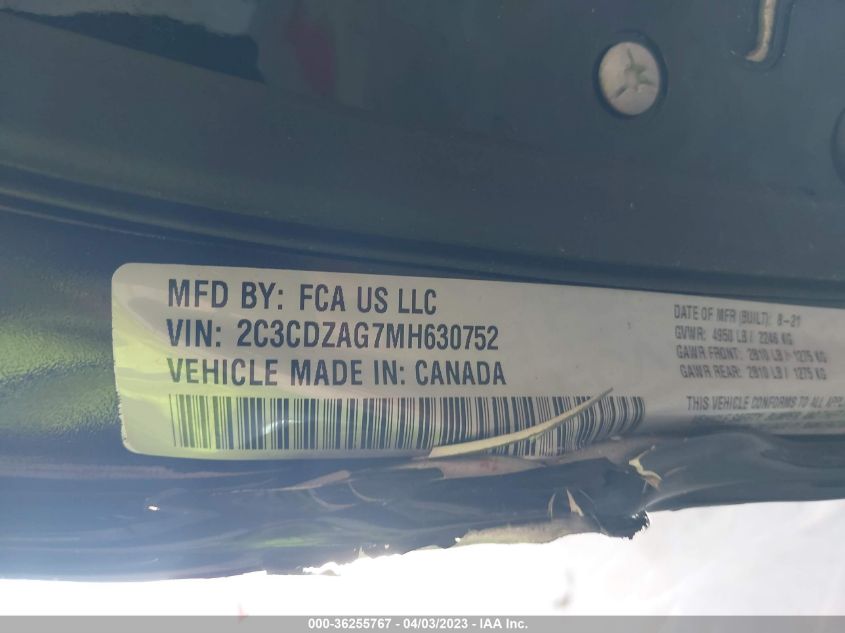 MFD BY: FCA US LLC
VIN: 2C3CDZAG7MH630752
VEHICLE MADE IN: CANADA
DATE OF MFR (BUILT): 8-21
GVWR: 4950 LB / 2246 KG
GAWR FRONT: 2810 LB / 1275 KG
GAWR REAR: 2810 LB / 1275 KG
THIS VEHICLE CONFORMS TO ALL APP
000-36255767 - 04/03/2023 - IAA Inc.